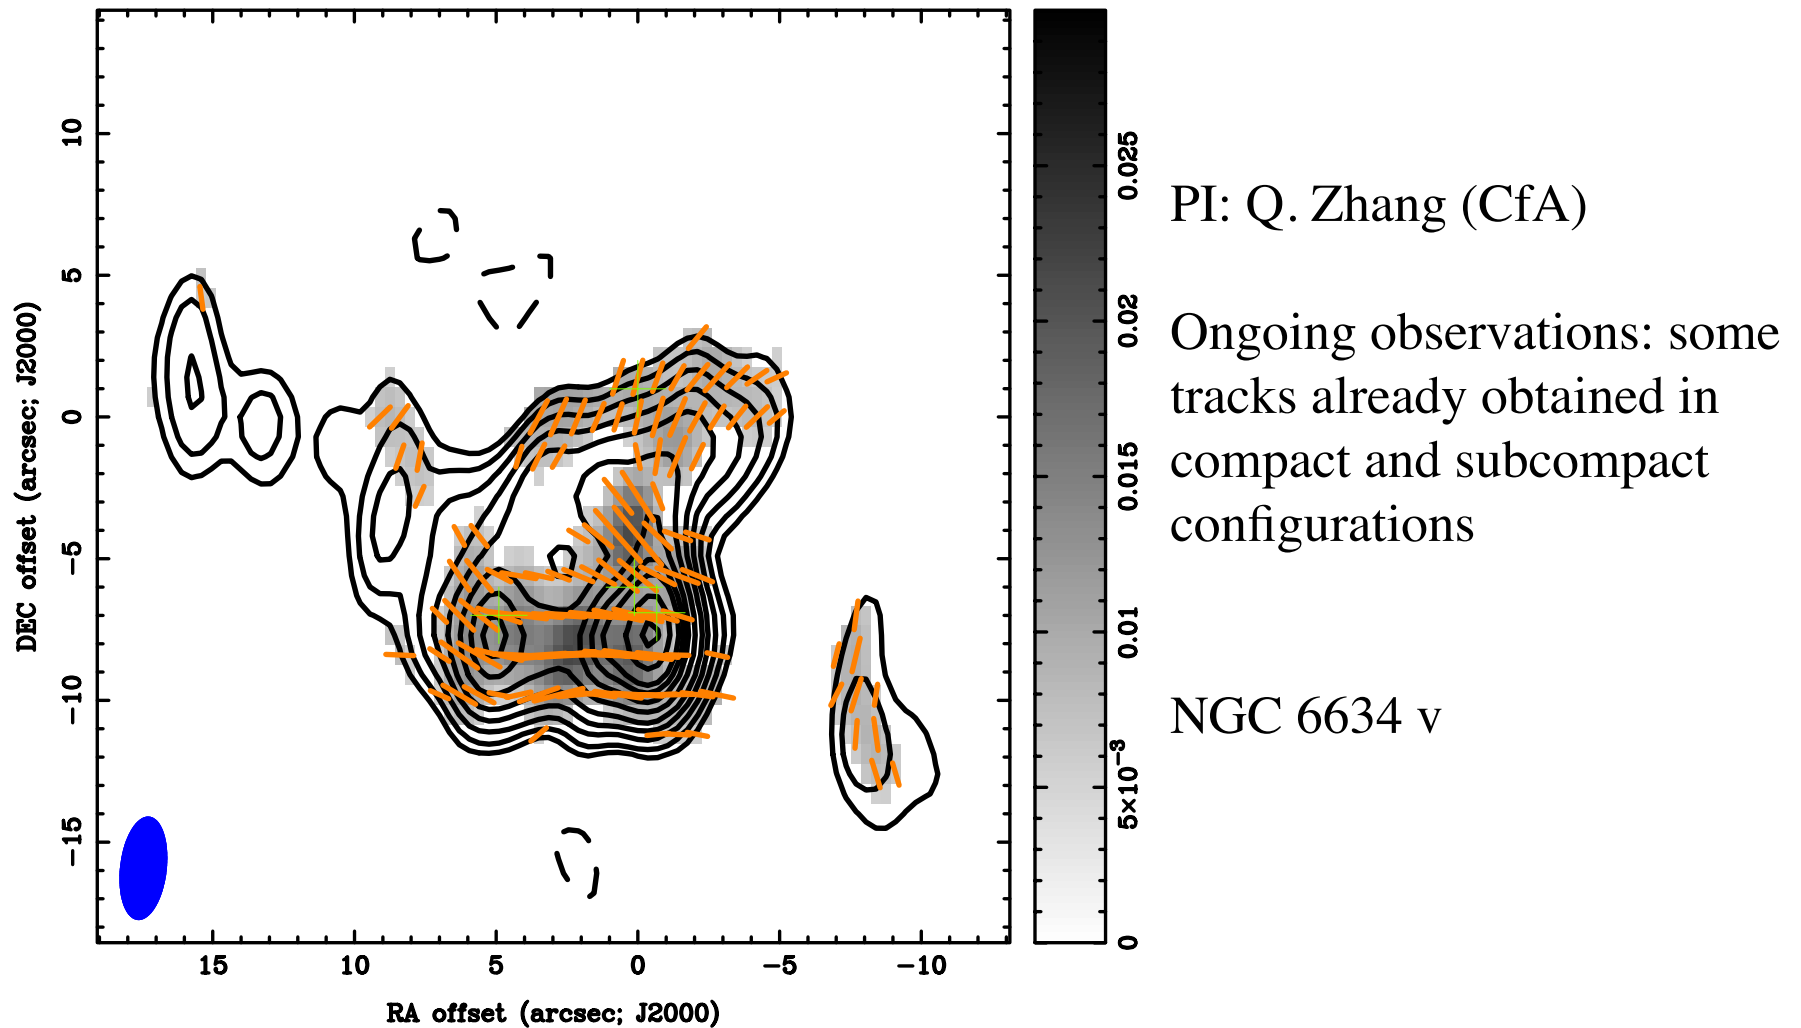 10
5
0
−5
−10
−15
DEC offset (arcsec; J2000)
15 10 5 0 −5 −10
RA offset (arcsec; J2000)
0.025
0.02
0.015
0.01
5×10⁻³
0
PI: Q. Zhang (CfA)
Ongoing observations: some
tracks already obtained in
compact and subcompact
configurations
NGC 6634 v